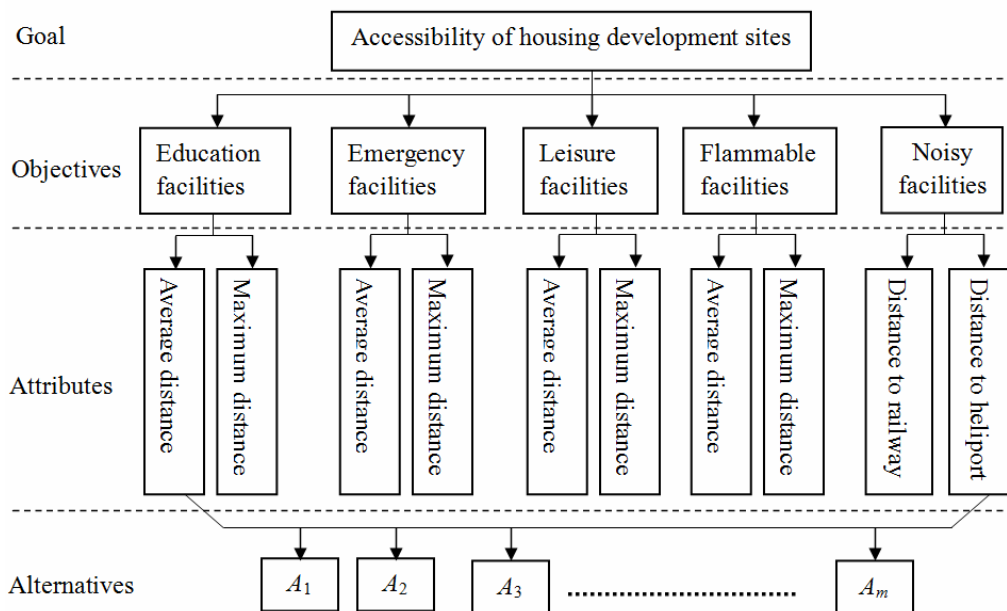 Goal
Accessibility of housing development sites
Objectives
Education
facilities
Emergency
facilities
Leisure
facilities
Flammable
facilities
Noisy
facilities
Attributes
Average distance
Maximum distance
Average distance
Maximum distance
Average distance
Maximum distance
Average distance
Maximum distance
Distance to railway
Distance to heliport
Alternatives
A1
A2
A3
Am